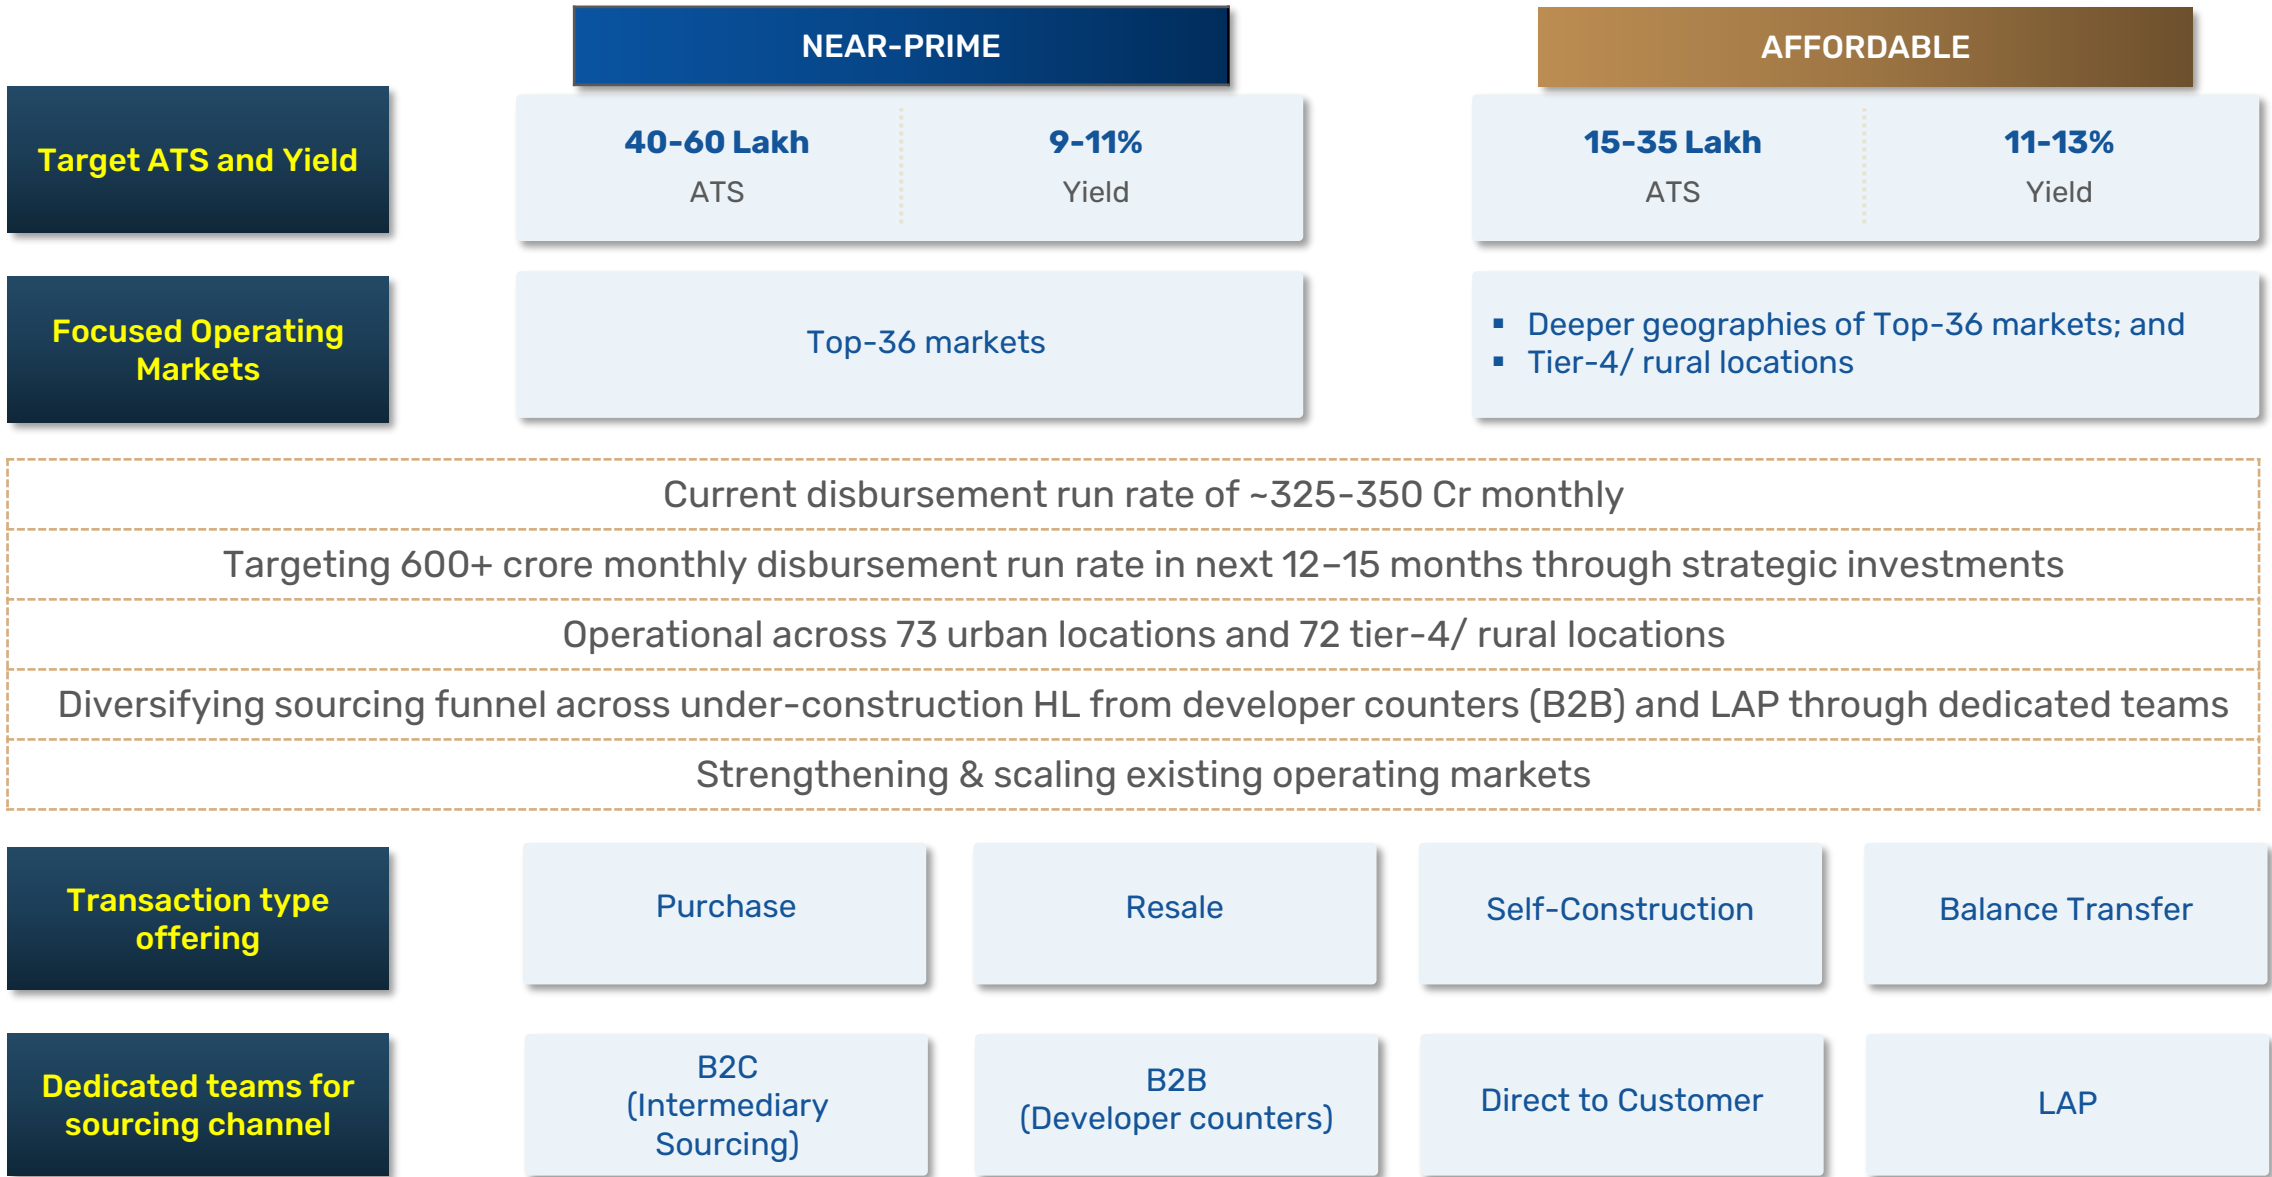 NEAR-PRIME
AFFORDABLE
Target ATS and Yield
40-60 Lakh
ATS
9-11%
Yield
15-35 Lakh
ATS
11-13%
Yield
Focused Operating
Markets
Top-36 markets
▪ Deeper geographies of Top-36 markets; and
▪ Tier-4/ rural locations
Current disbursement run rate of ~325-350 Cr monthly
Targeting 600+ crore monthly disbursement run rate in next 12–15 months through strategic investments
Operational across 73 urban locations and 72 tier-4/ rural locations
Diversifying sourcing funnel across under-construction HL from developer counters (B2B) and LAP through dedicated teams
Strengthening & scaling existing operating markets
Transaction type
offering
Purchase
Resale
Self-Construction
Balance Transfer
Dedicated teams for
sourcing channel
B2C
(Intermediary
Sourcing)
B2B
(Developer counters)
Direct to Customer
LAP